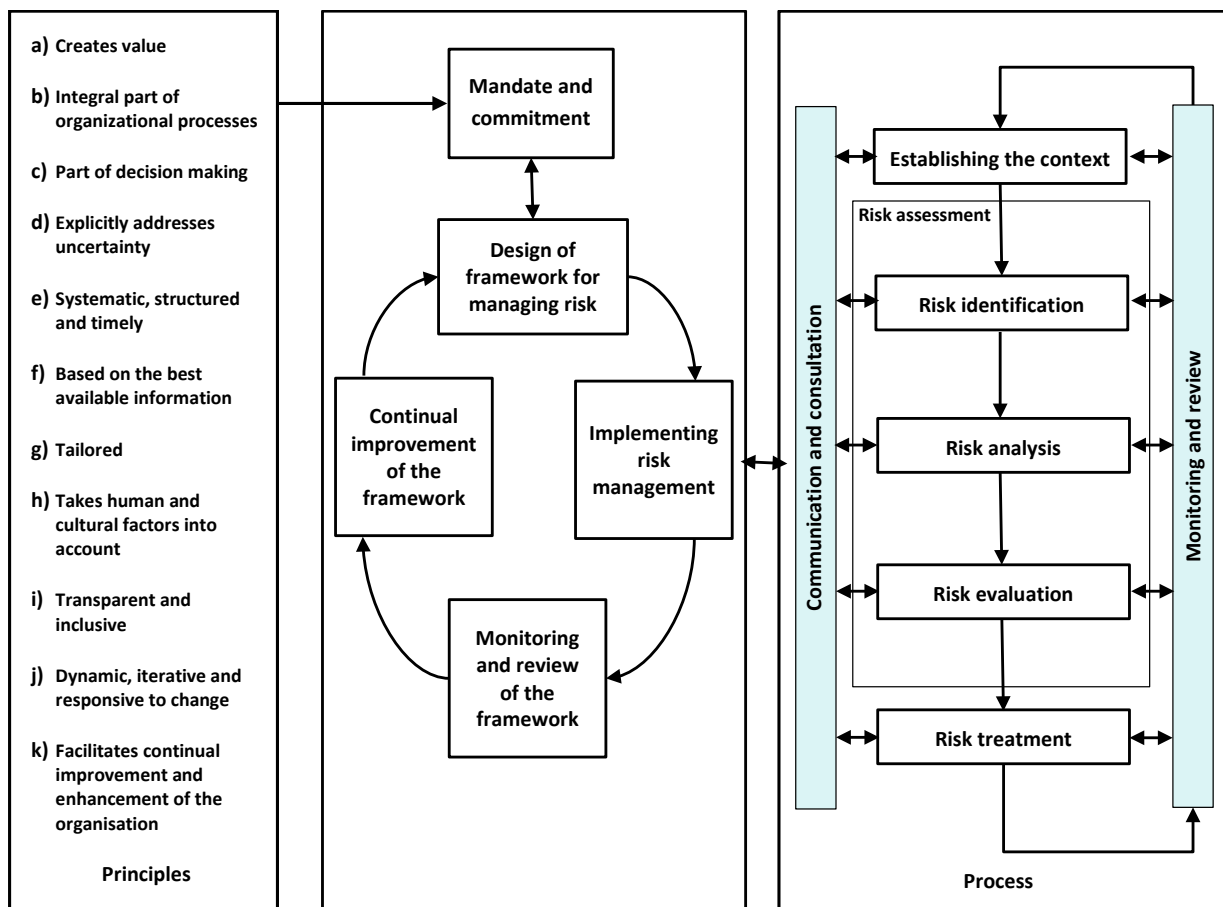 a) Creates value
b) Integral part of
organizational processes
c) Part of decision making
d) Explicitly addresses
uncertainty
e) Systematic, structured
and timely
f) Based on the best
available information
g) Tailored
h) Takes human and
cultural factors into
account
i) Transparent and
inclusive
j) Dynamic, iterative and
responsive to change
k) Facilitates continual
improvement and
enhancement of the
organisation
Principles
Mandate and
commitment
Design of
framework for
managing risk
Continual
improvement
of the
framework
Implementing
risk
management
Monitoring
and review
of the
framework
Communication and consultation
Establishing the context
Risk assessment
Risk identification
Risk analysis
Risk evaluation
Risk treatment
Monitoring and review
Process